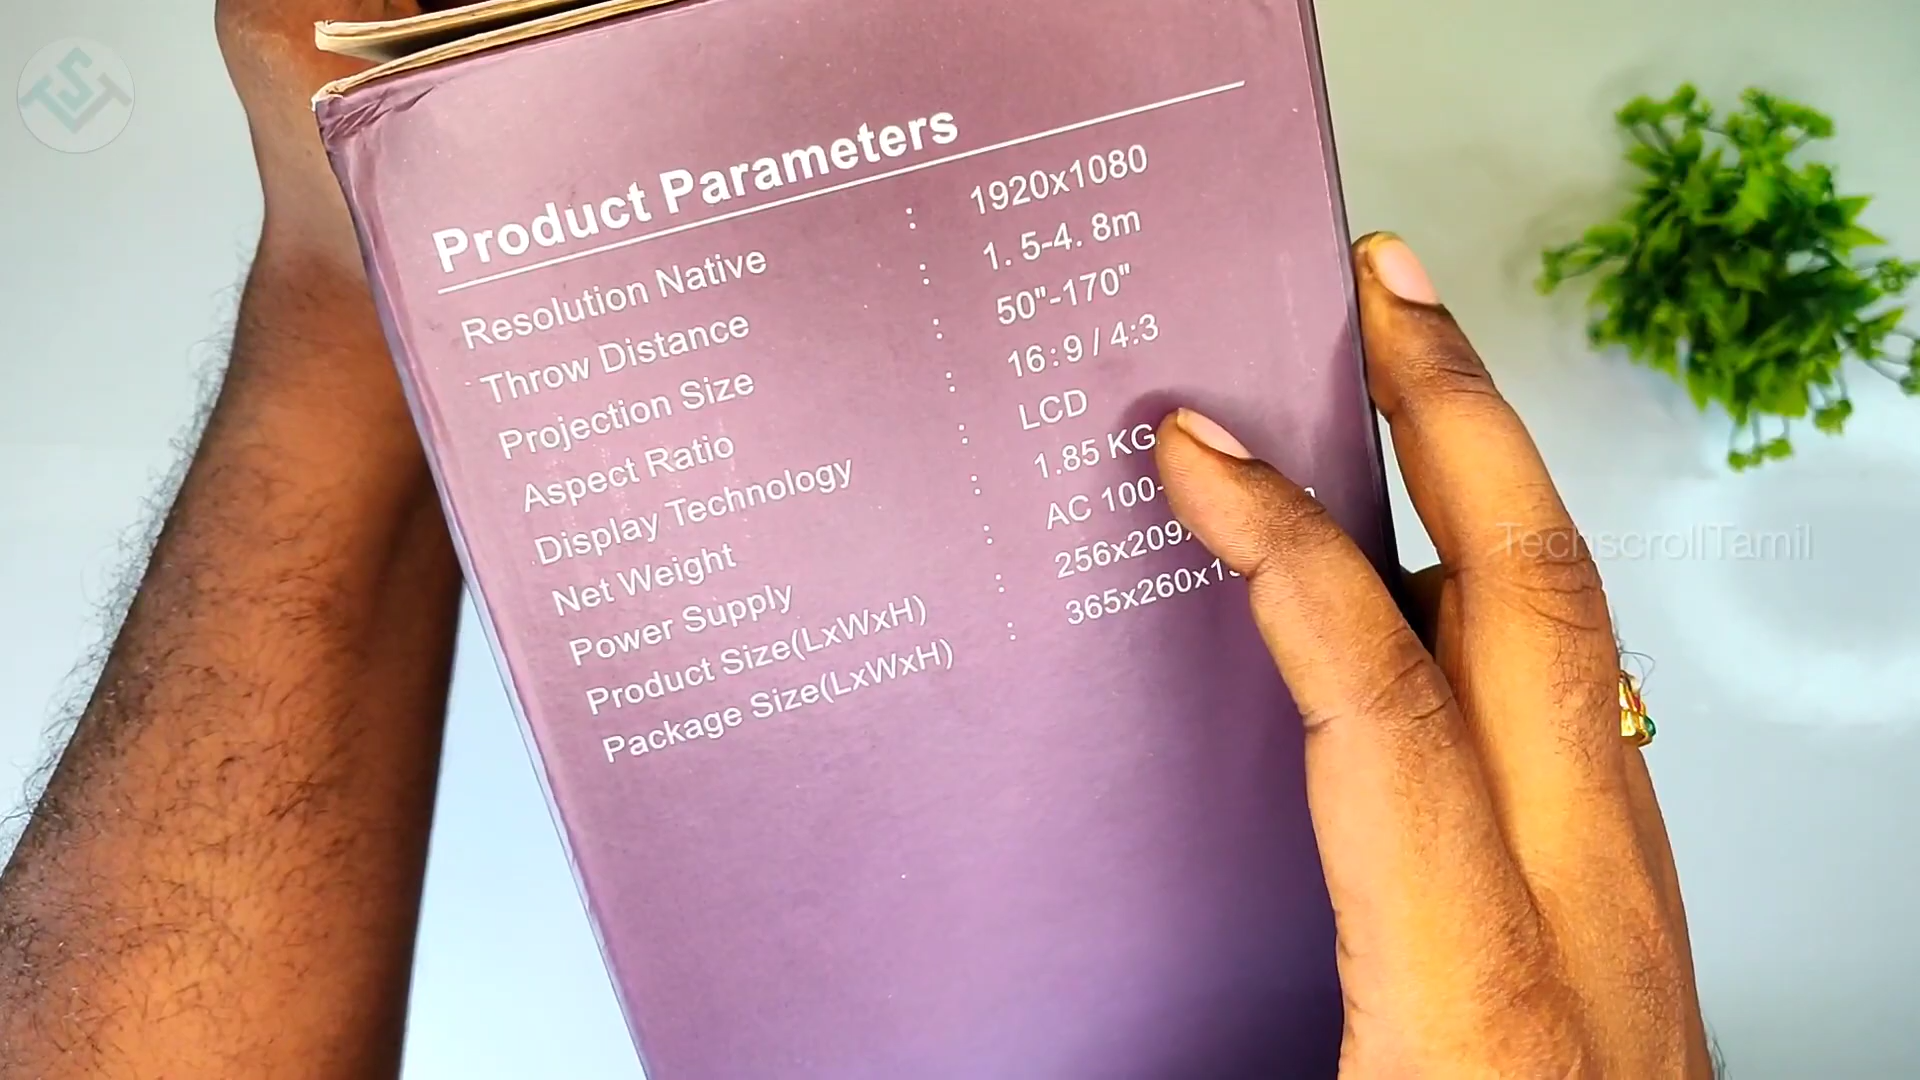 Product Parameters
Resolution Native : 1920x1080
Throw Distance : 1. 5-4. 8m
Projection Size : 50"-170"
Aspect Ratio : 16:9 / 4:3
Display Technology : LCD
Net Weight : 1.85 KG
Power Supply : AC 100-
Product Size(LxWxH) : 256x209
Package Size(LxWxH) : 365x260x1
TechscrollTamil